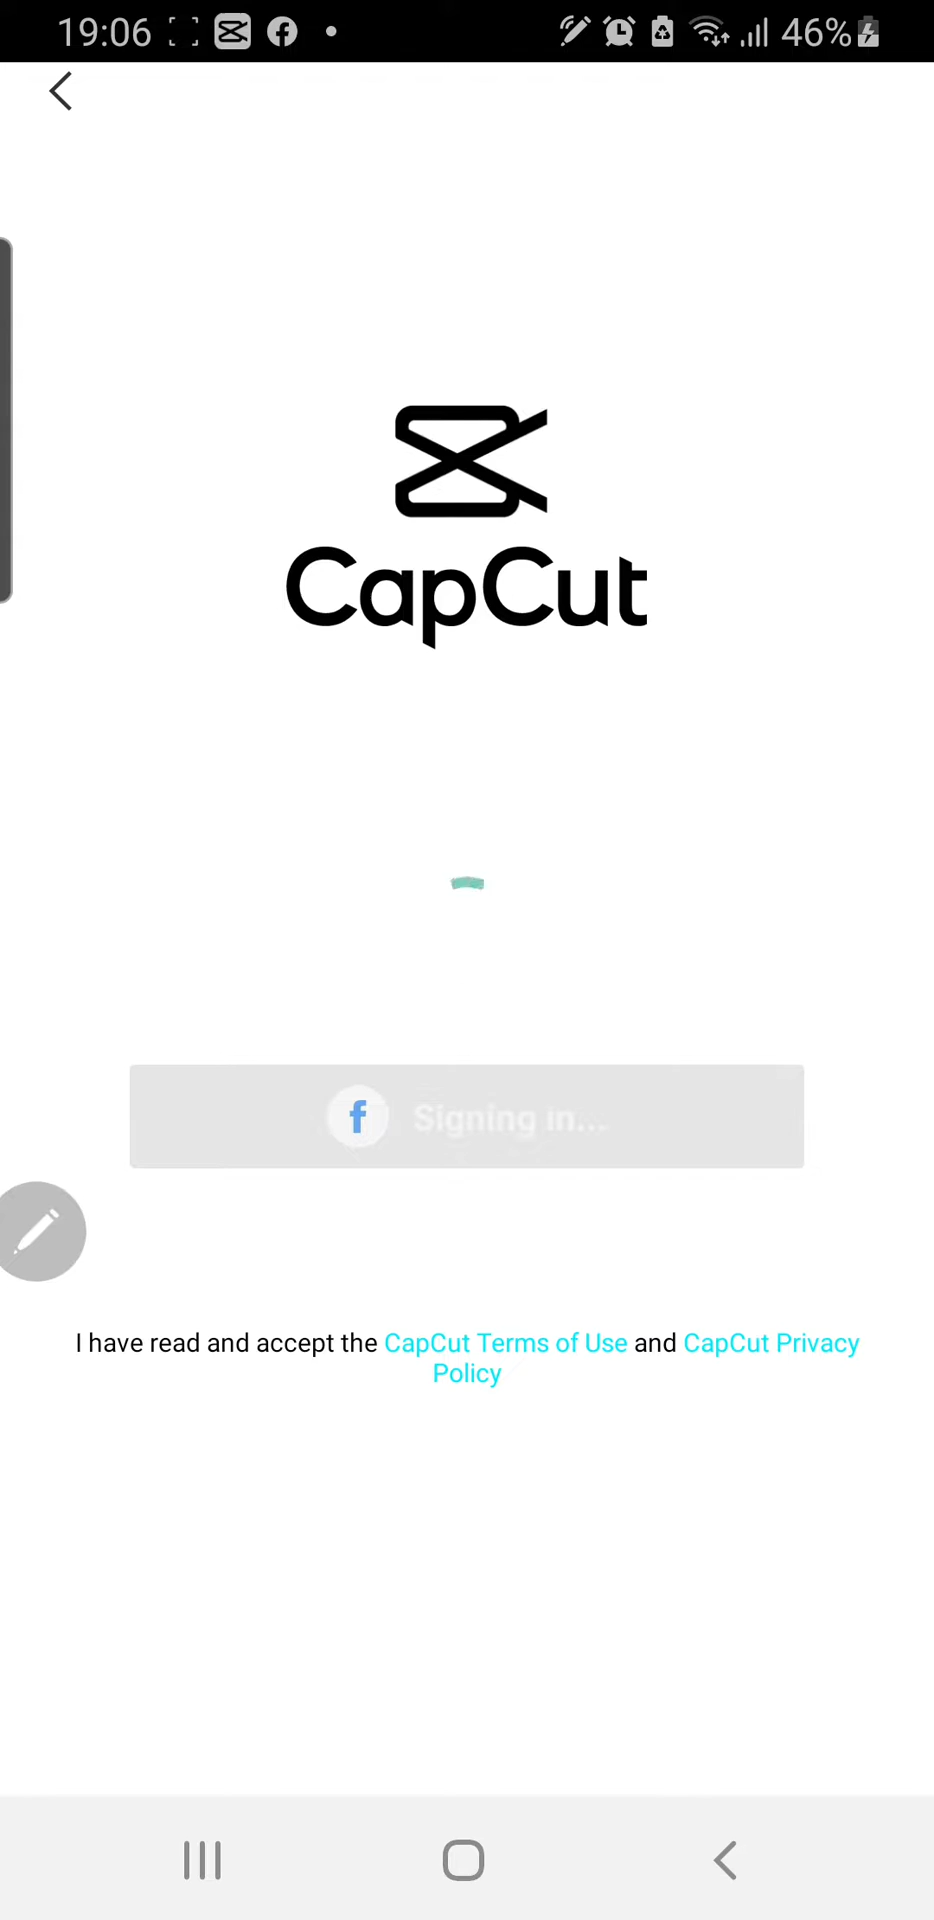 19:06 46%
CapCut
f Signing in...
I have read and accept the CapCut Terms of Use and CapCut Privacy
Policy